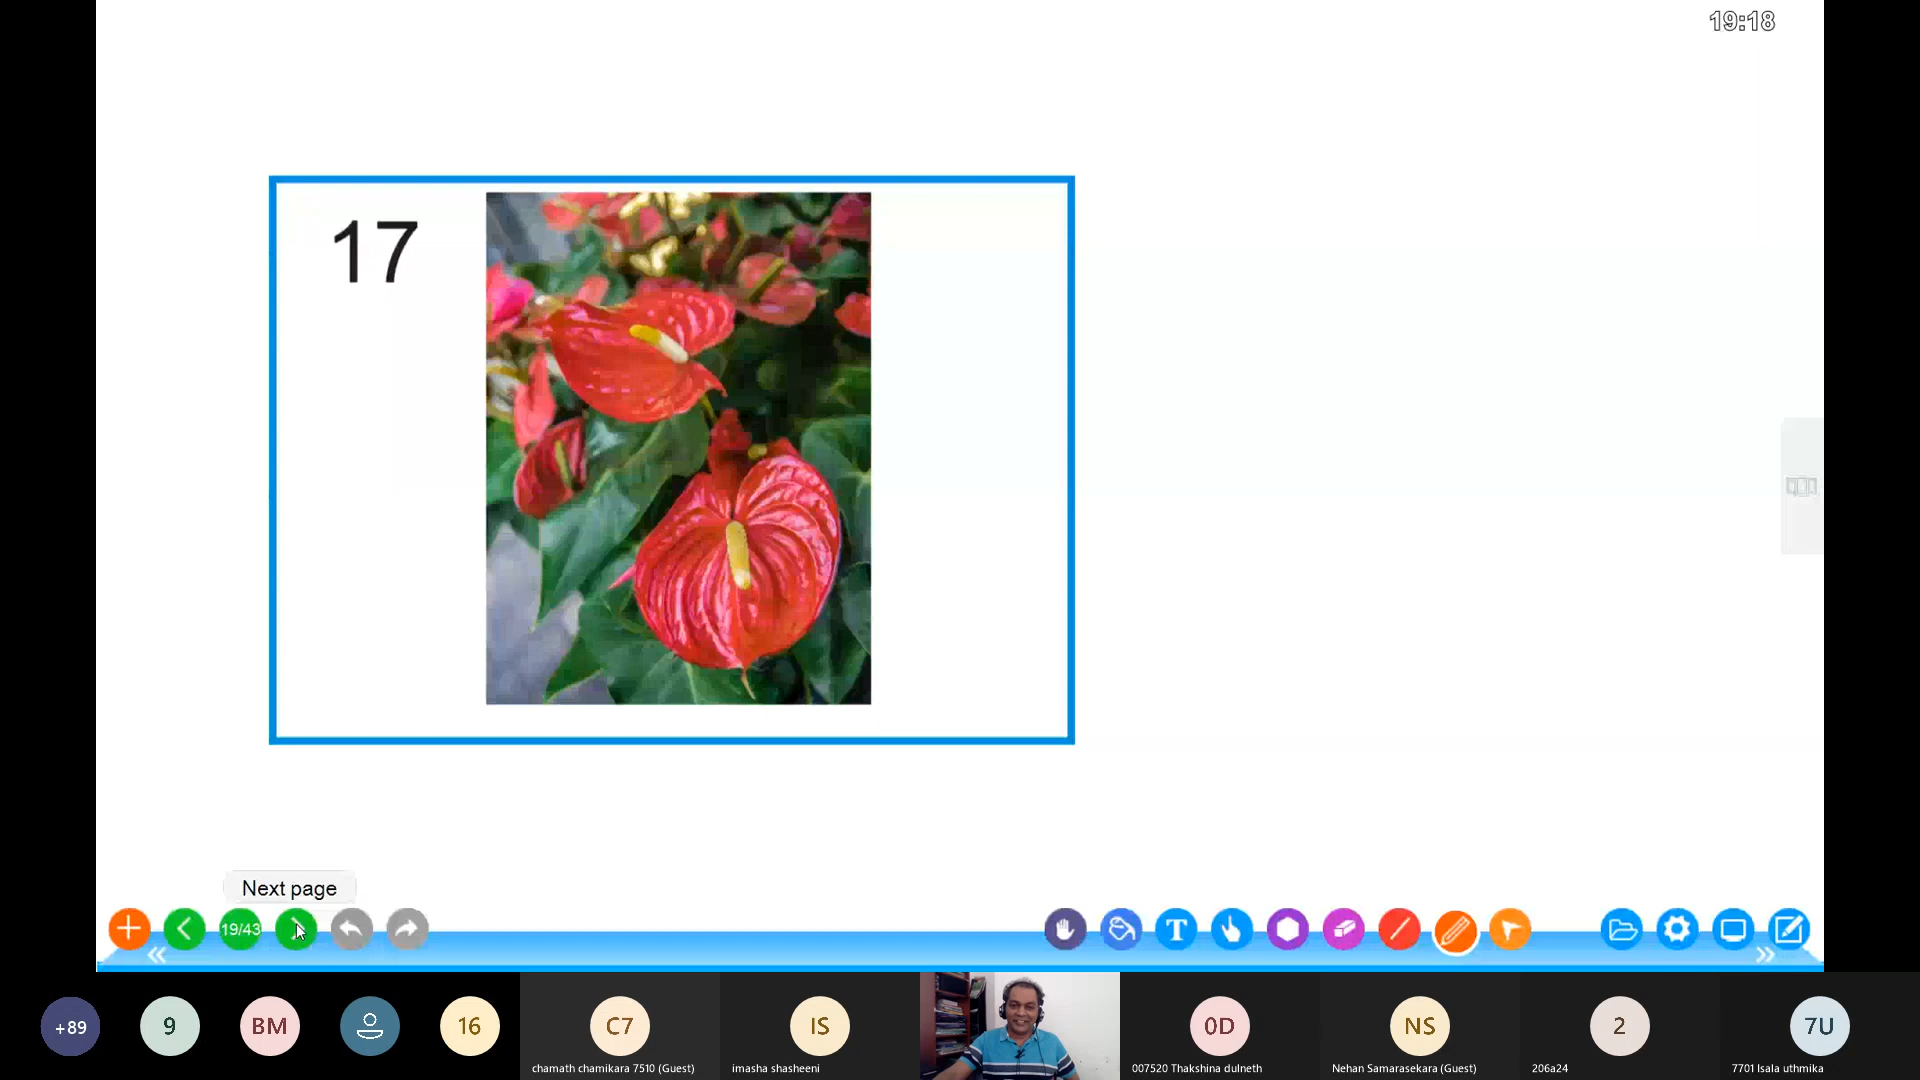 19:18
17
Next page
19/43
T
+89
9
BM
16
C7
IS
0D
NS
2
7U
chamath chamikara 7510 (Guest)
imasha shasheeni
007520 Thakshina dulneth
Nehan Samarasekara (Guest)
206a24
7701 Isala uthmika